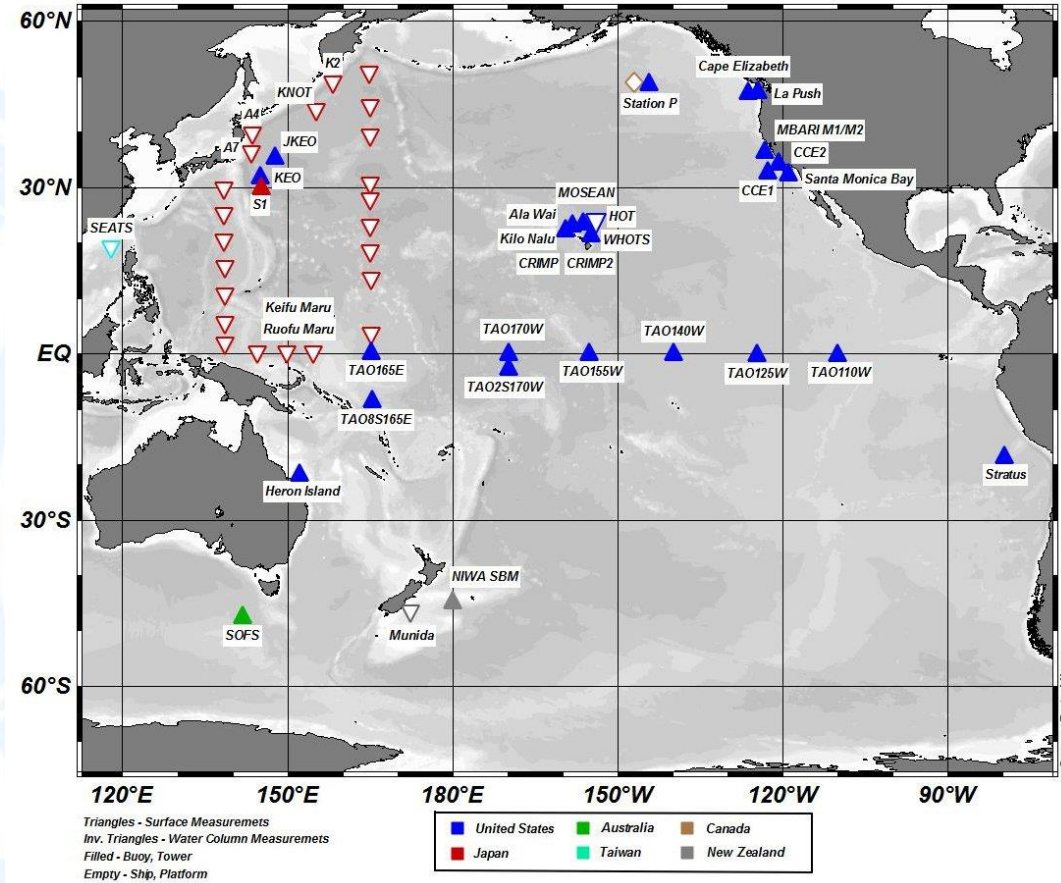 60°N
K2
Cape Elizabeth
KNOT
Station P
La Push
A4
MBARI M1/M2
JKEO
A7
CCE2
30°N
KEO
CCE1
Santa Monica Bay
S1
MOSEAN
Ala Wai
HOT
SEATS
Kilo Nalu
WHOTS
CRIMP
CRIMP2
Keifu Maru
Ruofu Maru
TAO170W
TAO140W
EQ
TAO165E
TAO155W
TAO125W
TAO110W
TAO2S170W
TAO8S165E
Stratus
Heron Island
30°S
NIWA SBM
SOFS
Munida
60°S
120°E 150°E 180°E 150°W 120°W 90°W
Triangles - Surface Measuremets
Inv. Triangles - Water Column Measuremets
Filled - Buoy, Tower
Empty - Ship, Platform
United States Australia Canada
Japan Taiwan New Zealand